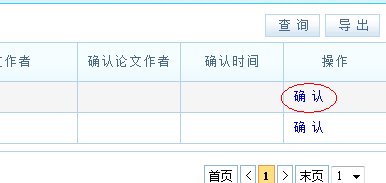 查 询 导 出
作者 确认论文作者 确认时间 操作
确 认
确 认
首页 < 1 > 末页 1